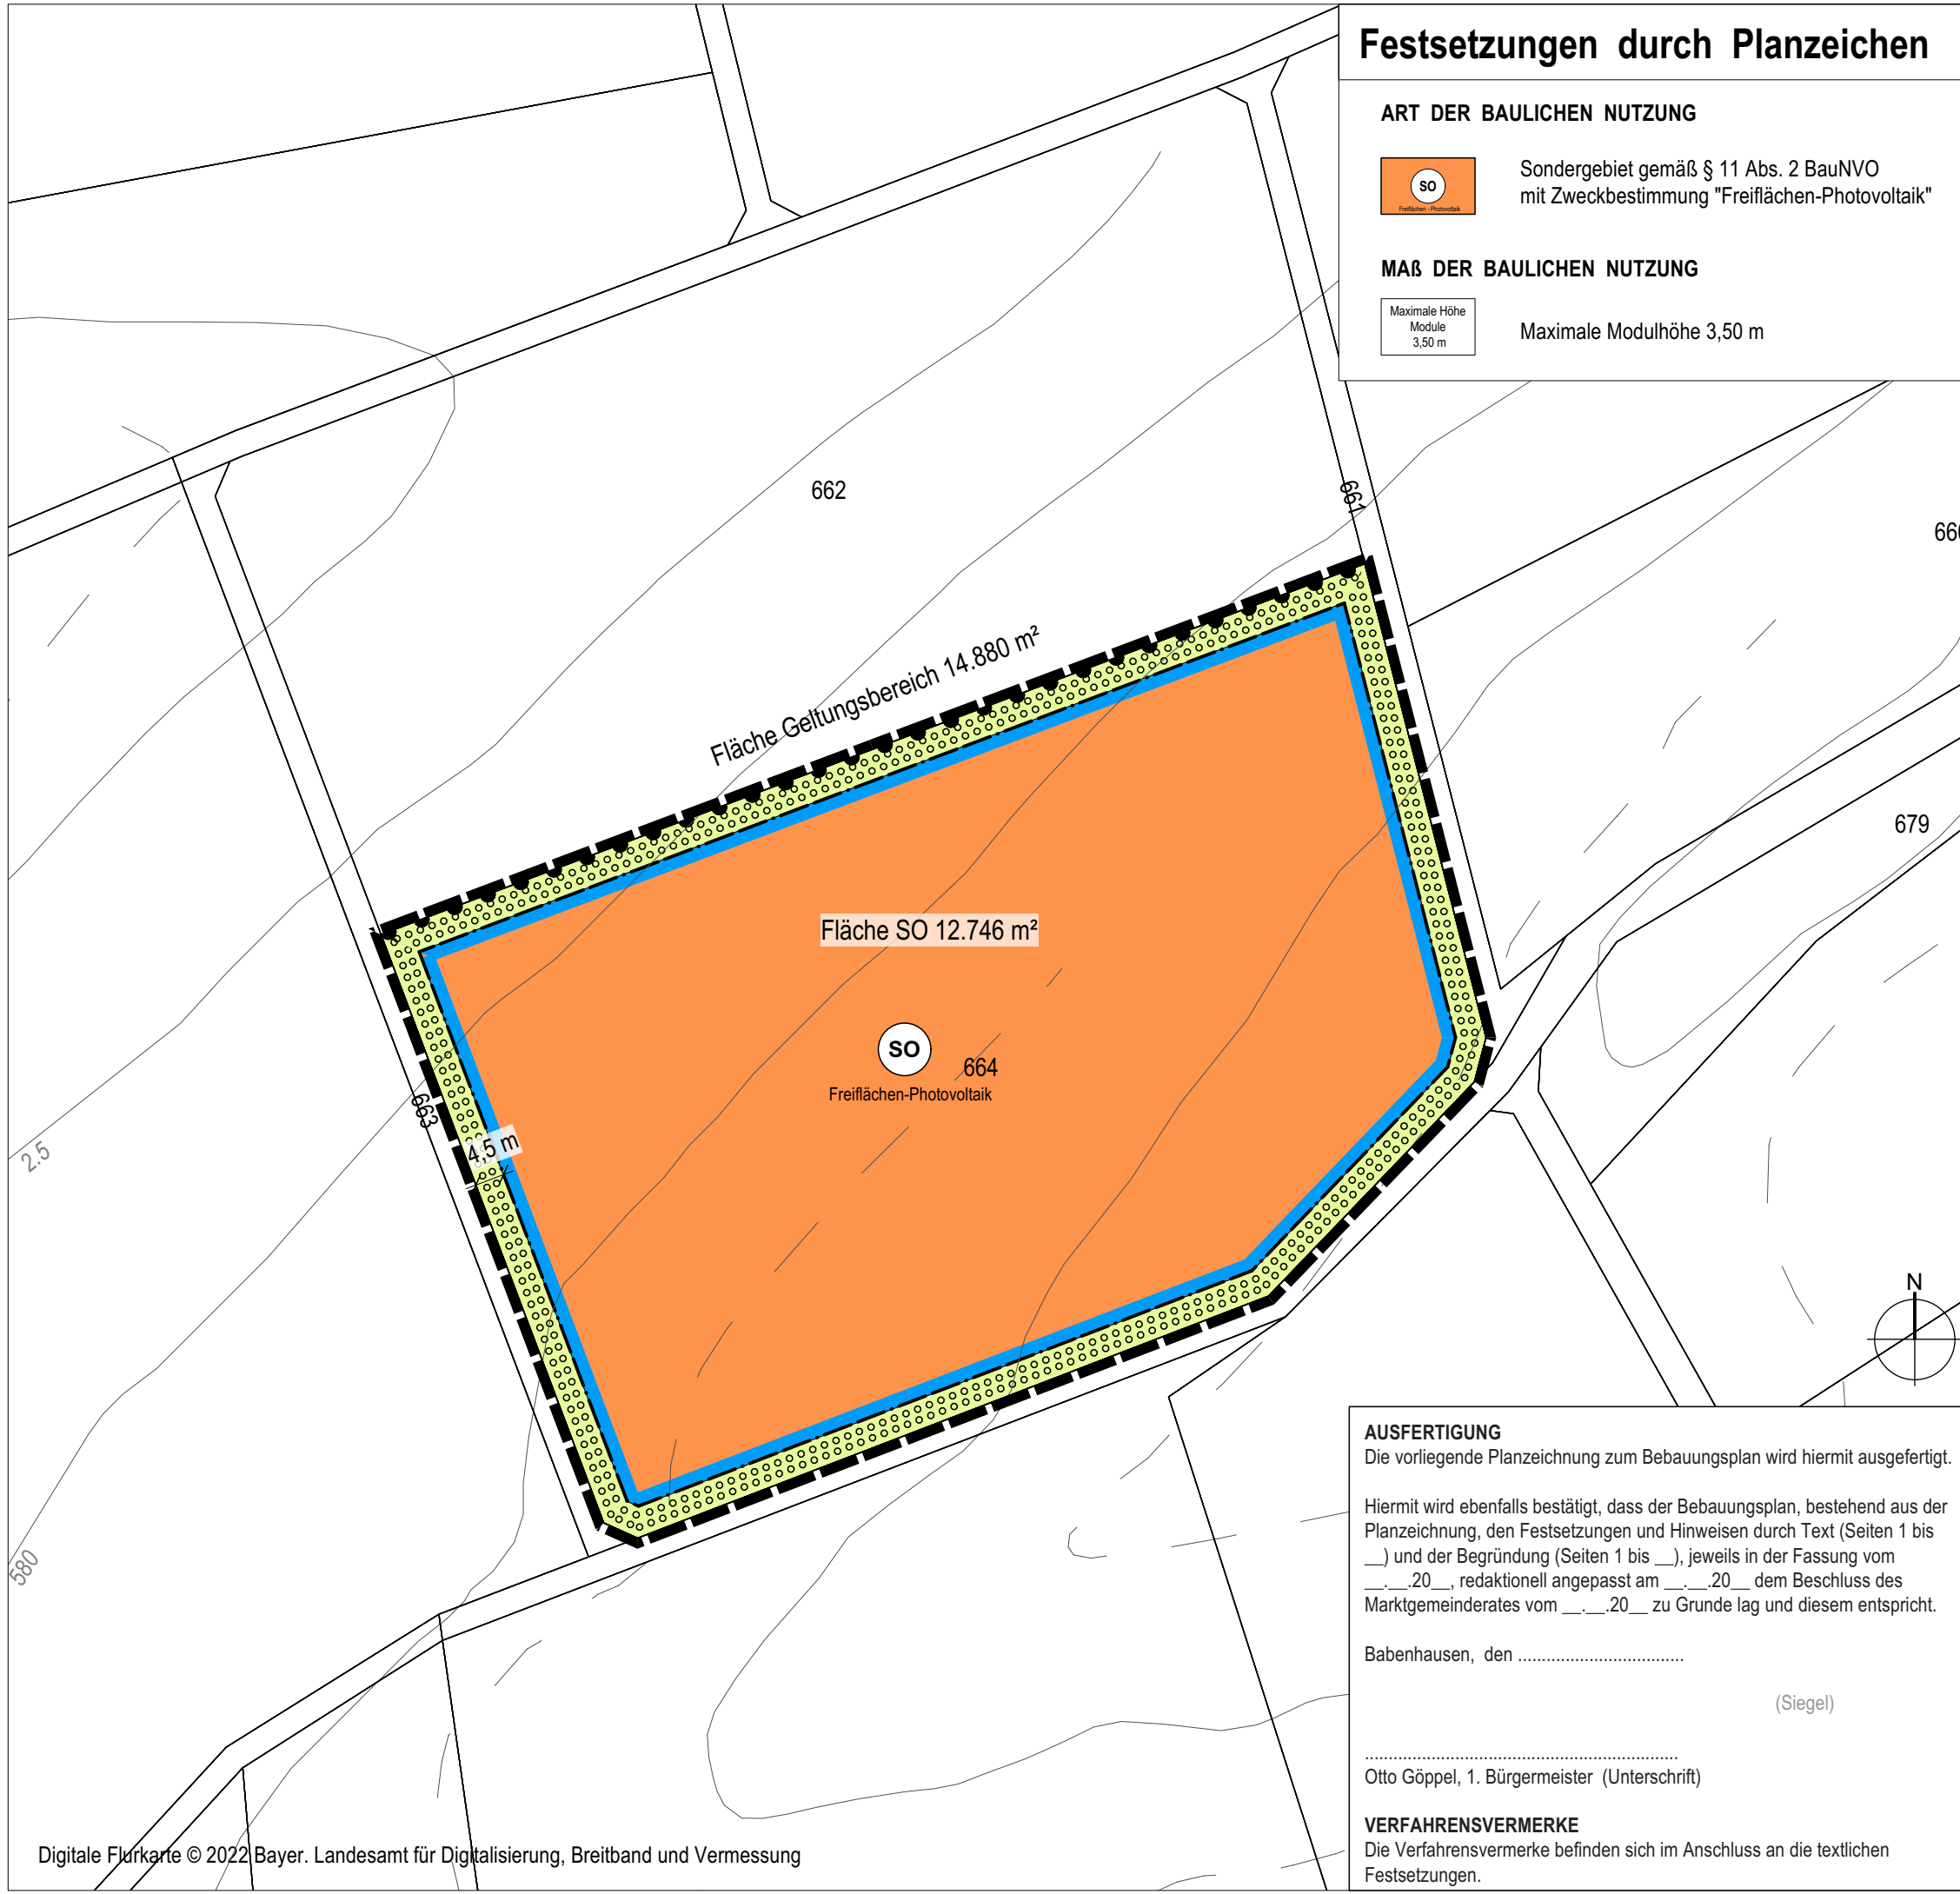 Festsetzungen durch Planzeichen
ART DER BAULICHEN NUTZUNG
SO
Freiflächen - Photovoltaik
Sondergebiet gemäß § 11 Abs. 2 BauNVO
mit Zweckbestimmung "Freiflächen-Photovoltaik"
MAß DER BAULICHEN NUTZUNG
Maximale Höhe
Module
3,50 m
Maximale Modulhöhe 3,50 m
662
661
Fläche Geltungsbereich 14.880 m²
679
Fläche SO 12.746 m²
SO
664
Freiflächen-Photovoltaik
663
4,5 m
2.5
580
N
AUSFERTIGUNG
Die vorliegende Planzeichnung zum Bebauungsplan wird hiermit ausgefertigt.
Hiermit wird ebenfalls bestätigt, dass der Bebauungsplan, bestehend aus der
Planzeichnung, den Festsetzungen und Hinweisen durch Text (Seiten 1 bis
__) und der Begründung (Seiten 1 bis __), jeweils in der Fassung vom
__.__.20__, redaktionell angepasst am __.__.20__ dem Beschluss des
Marktgemeinderates vom __.__.20__ zu Grunde lag und diesem entspricht.
Babenhausen, den ...................................
(Siegel)
..................................................................
Otto Göppel, 1. Bürgermeister (Unterschrift)
VERFAHRENSVERMERKE
Die Verfahrensvermerke befinden sich im Anschluss an die textlichen
Festsetzungen.
Digitale Flurkarte © 2022 Bayer. Landesamt für Digitalisierung, Breitband und Vermessung